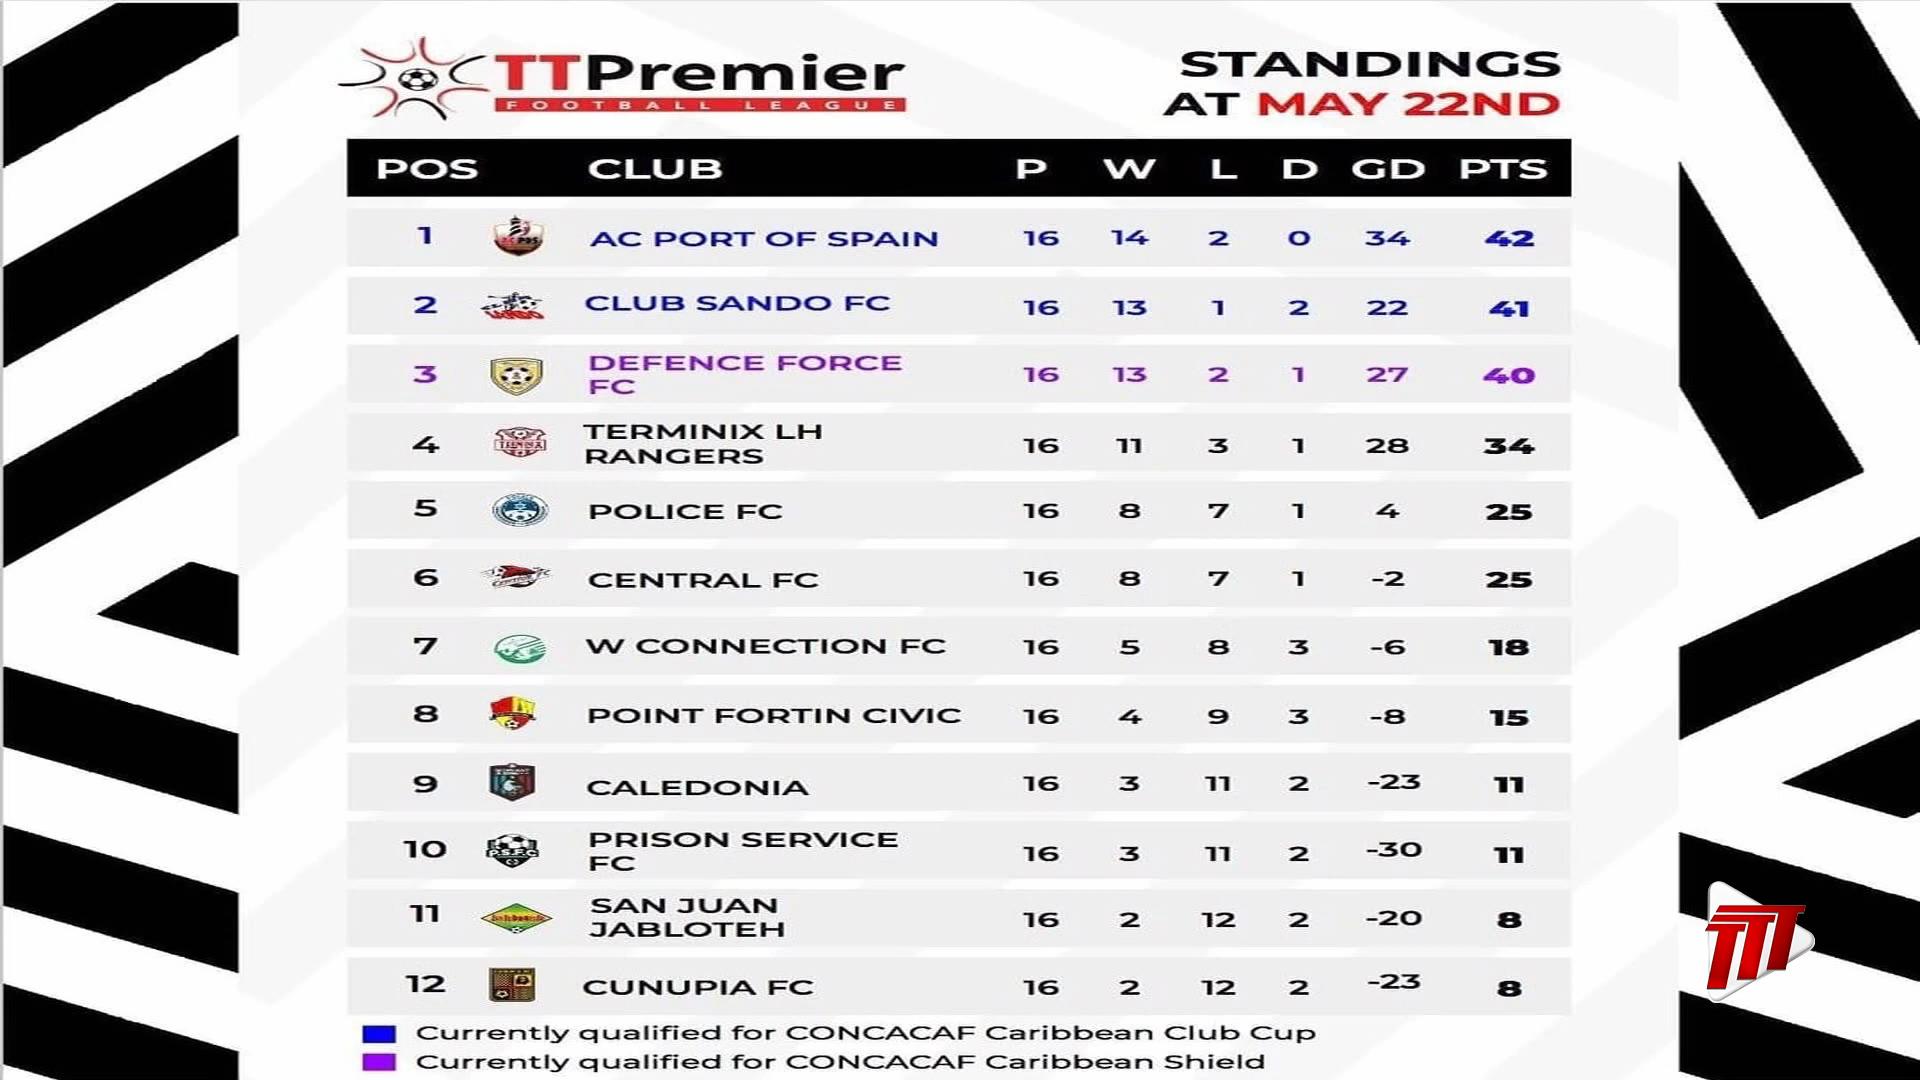 TTPremier
FOOTBALL LEAGUE
STANDINGS
AT MAY 22ND
POS CLUB P W L D GD PTS
1 AC PORT OF SPAIN 16 14 2 0 34 42
2 SANDO CLUB SANDO FC 16 13 1 2 22 41
3 DEFENCE FORCE
FC 16 13 2 1 27 40
4 TERMINIX LH
RANGERS 16 11 3 1 28 34
5 POLICE FC 16 8 7 1 4 25
6 CENTRAL FC 16 8 7 1 -2 25
7 W CONNECTION FC 16 5 8 3 -6 18
8 POINT FORTIN CIVIC 16 4 9 3 -8 15
9 CALEDONIA 16 3 11 2 -23 11
10 P.S.F.C PRISON SERVICE
FC 16 3 11 2 -30 11
11 SAN JUAN
JABLOTEH 16 2 12 2 -20 8
12 CUNUPIA FC 16 2 12 2 -23 8
Currently qualified for CONCACAF Caribbean Club Cup
Currently qualified for CONCACAF Caribbean Shield
TTT